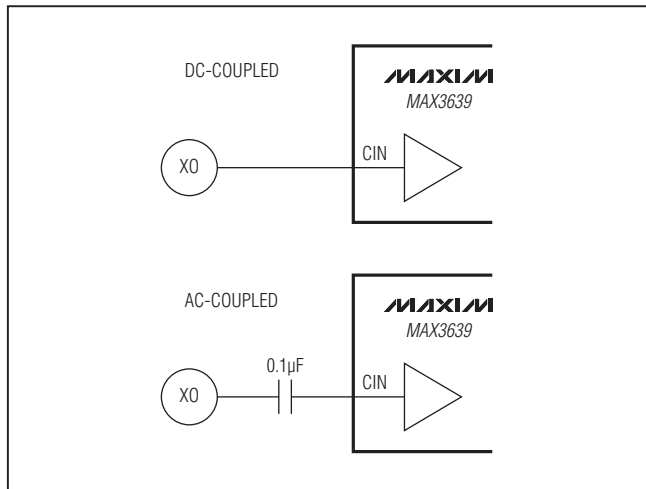 DC-COUPLED
MAXIM
MAX3639
XO
CIN
AC-COUPLED
MAXIM
MAX3639
0.1µF
XO
CIN